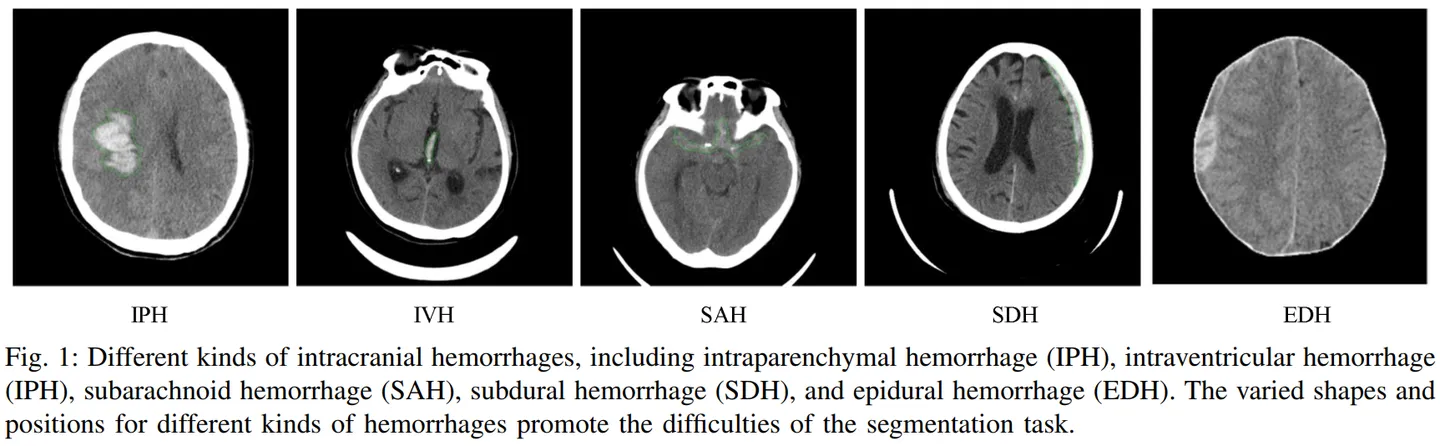 IPH
IVH
SAH
SDH
EDH
Fig. 1: Different kinds of intracranial hemorrhages, including intraparenchymal hemorrhage (IPH), intraventricular hemorrhage
(IPH), subarachnoid hemorrhage (SAH), subdural hemorrhage (SDH), and epidural hemorrhage (EDH). The varied shapes and
positions for different kinds of hemorrhages promote the difficulties of the segmentation task.